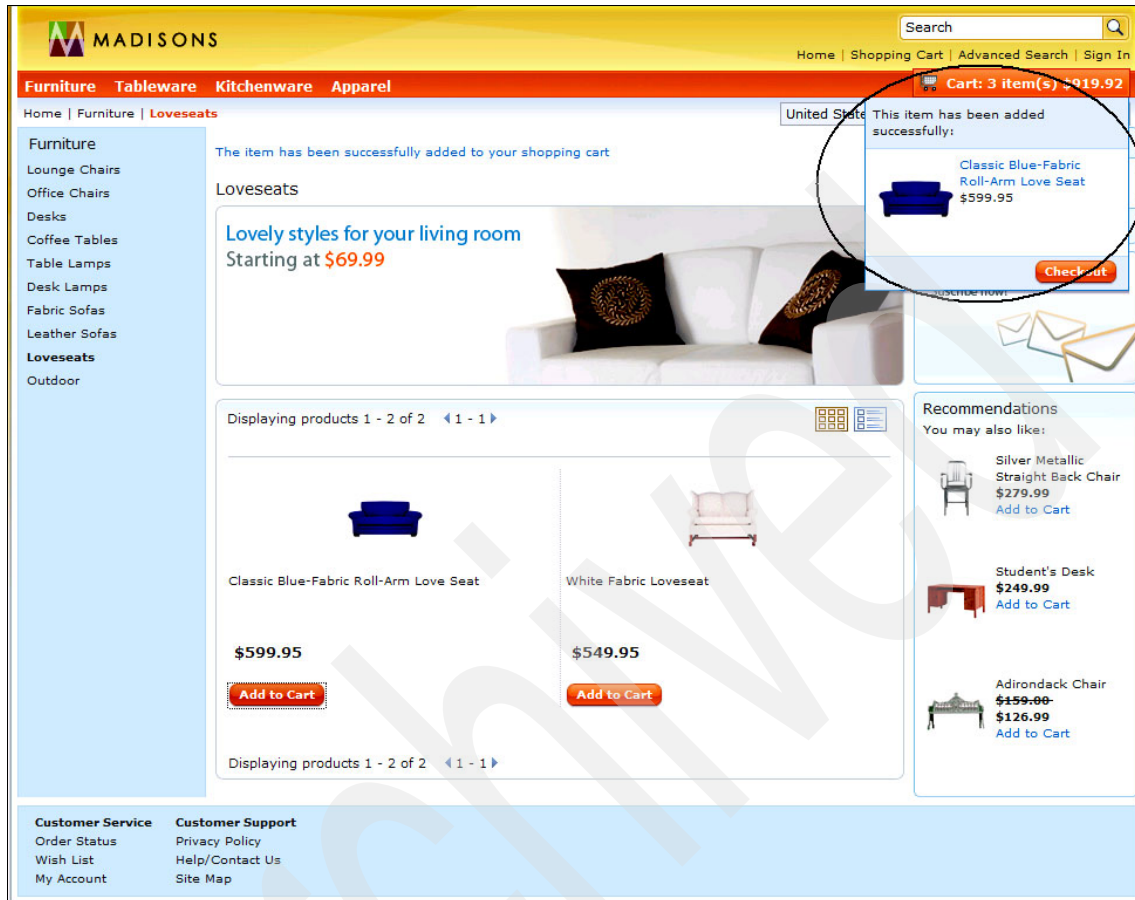 MADISONS
Search
Home | Shopping Cart | Advanced Search | Sign In
Furniture Tableware Kitchenware Apparel
Cart: 3 item(s) $919.92
Home | Furniture | Loveseats
United State
This item has been added
successfully:
Classic Blue-Fabric
Roll-Arm Love Seat
$599.95
Checkout
Furniture
Lounge Chairs
Office Chairs
Desks
Coffee Tables
Table Lamps
Desk Lamps
Fabric Sofas
Leather Sofas
Loveseats
Outdoor
The item has been successfully added to your shopping cart
Loveseats
Lovely styles for your living room
Starting at $69.99
now!
Displaying products 1 - 2 of 2 1 - 1
Classic Blue-Fabric Roll-Arm Love Seat
$599.95
Add to Cart
White Fabric Loveseat
$549.95
Add to Cart
Displaying products 1 - 2 of 2 1 - 1
Recommendations
You may also like:
Silver Metallic
Straight Back Chair
$279.99
Add to Cart
Student's Desk
$249.99
Add to Cart
Adirondack Chair
$159.00
$126.99
Add to Cart
Customer Service
Order Status
Wish List
My Account
Customer Support
Privacy Policy
Help/Contact Us
Site Map